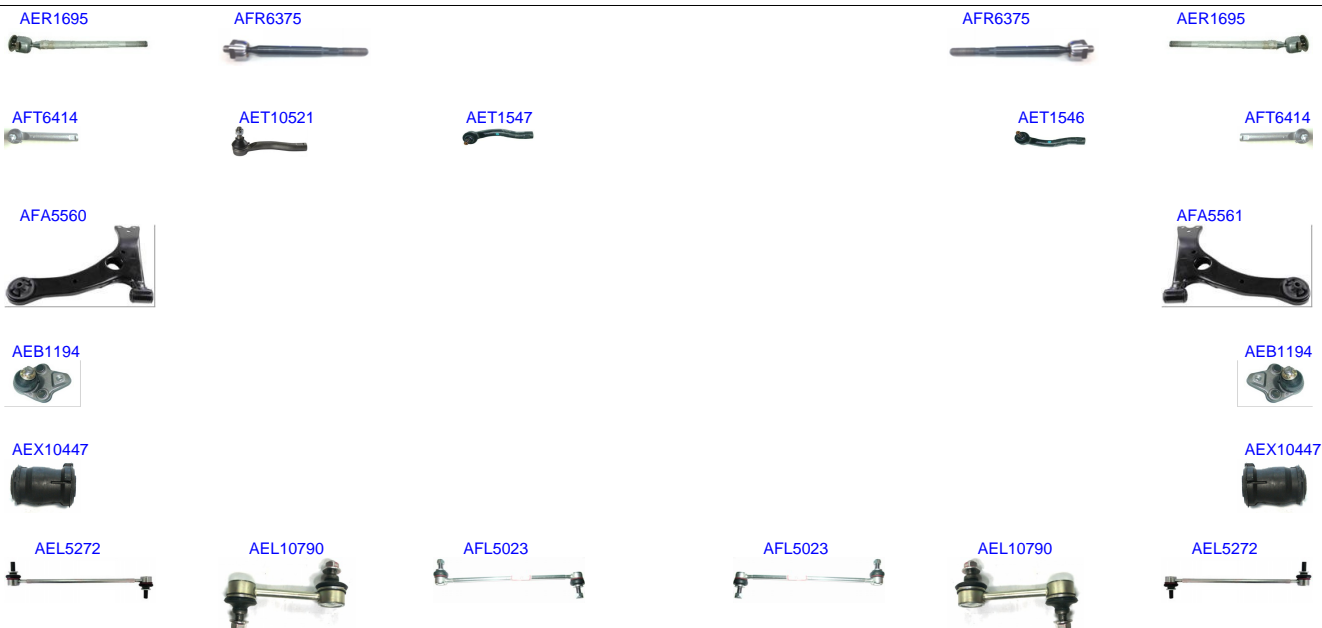 AER1695 AFR6375 AFR6375 AER1695
AFT6414 AET10521 AET1547 AET1546 AFT6414
AFA5560 AFA5561
AEB1194 AEB1194
AEX10447 AEX10447
AEL5272 AEL10790 AFL5023 AFL5023 AEL10790 AEL5272